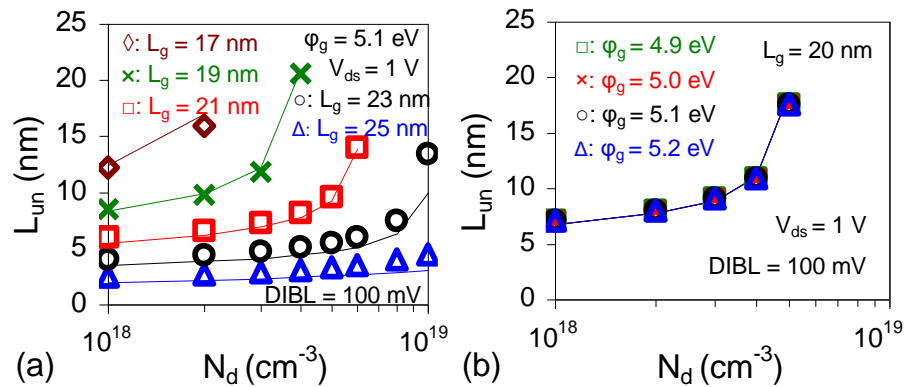 25
20
15
10
5
0
L_un (nm)
◇: L_g = 17 nm
×: L_g = 19 nm
□: L_g = 21 nm
φ_g = 5.1 eV
V_ds = 1 V
○: L_g = 23 nm
Δ: L_g = 25 nm
DIBL = 100 mV
10^18
10^19
N_d (cm^-3)
(a)
25
20
15
10
5
0
L_un (nm)
□: φ_g = 4.9 eV
×: φ_g = 5.0 eV
○: φ_g = 5.1 eV
Δ: φ_g = 5.2 eV
L_g = 20 nm
V_ds = 1 V
DIBL = 100 mV
10^18
10^19
N_d (cm^-3)
(b)